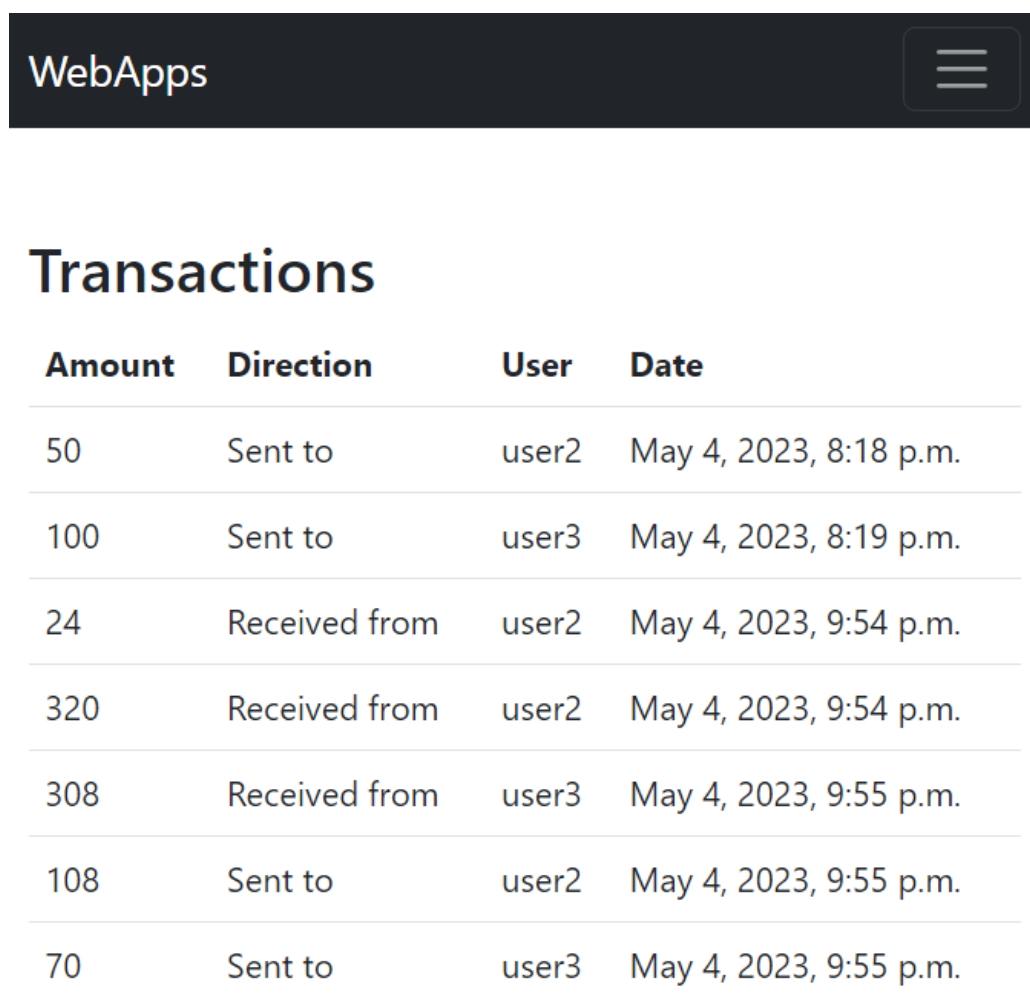 WebApps
Transactions
Amount Direction User Date
50 Sent to user2 May 4, 2023, 8:18 p.m.
100 Sent to user3 May 4, 2023, 8:19 p.m.
24 Received from user2 May 4, 2023, 9:54 p.m.
320 Received from user2 May 4, 2023, 9:54 p.m.
308 Received from user3 May 4, 2023, 9:55 p.m.
108 Sent to user2 May 4, 2023, 9:55 p.m.
70 Sent to user3 May 4, 2023, 9:55 p.m.